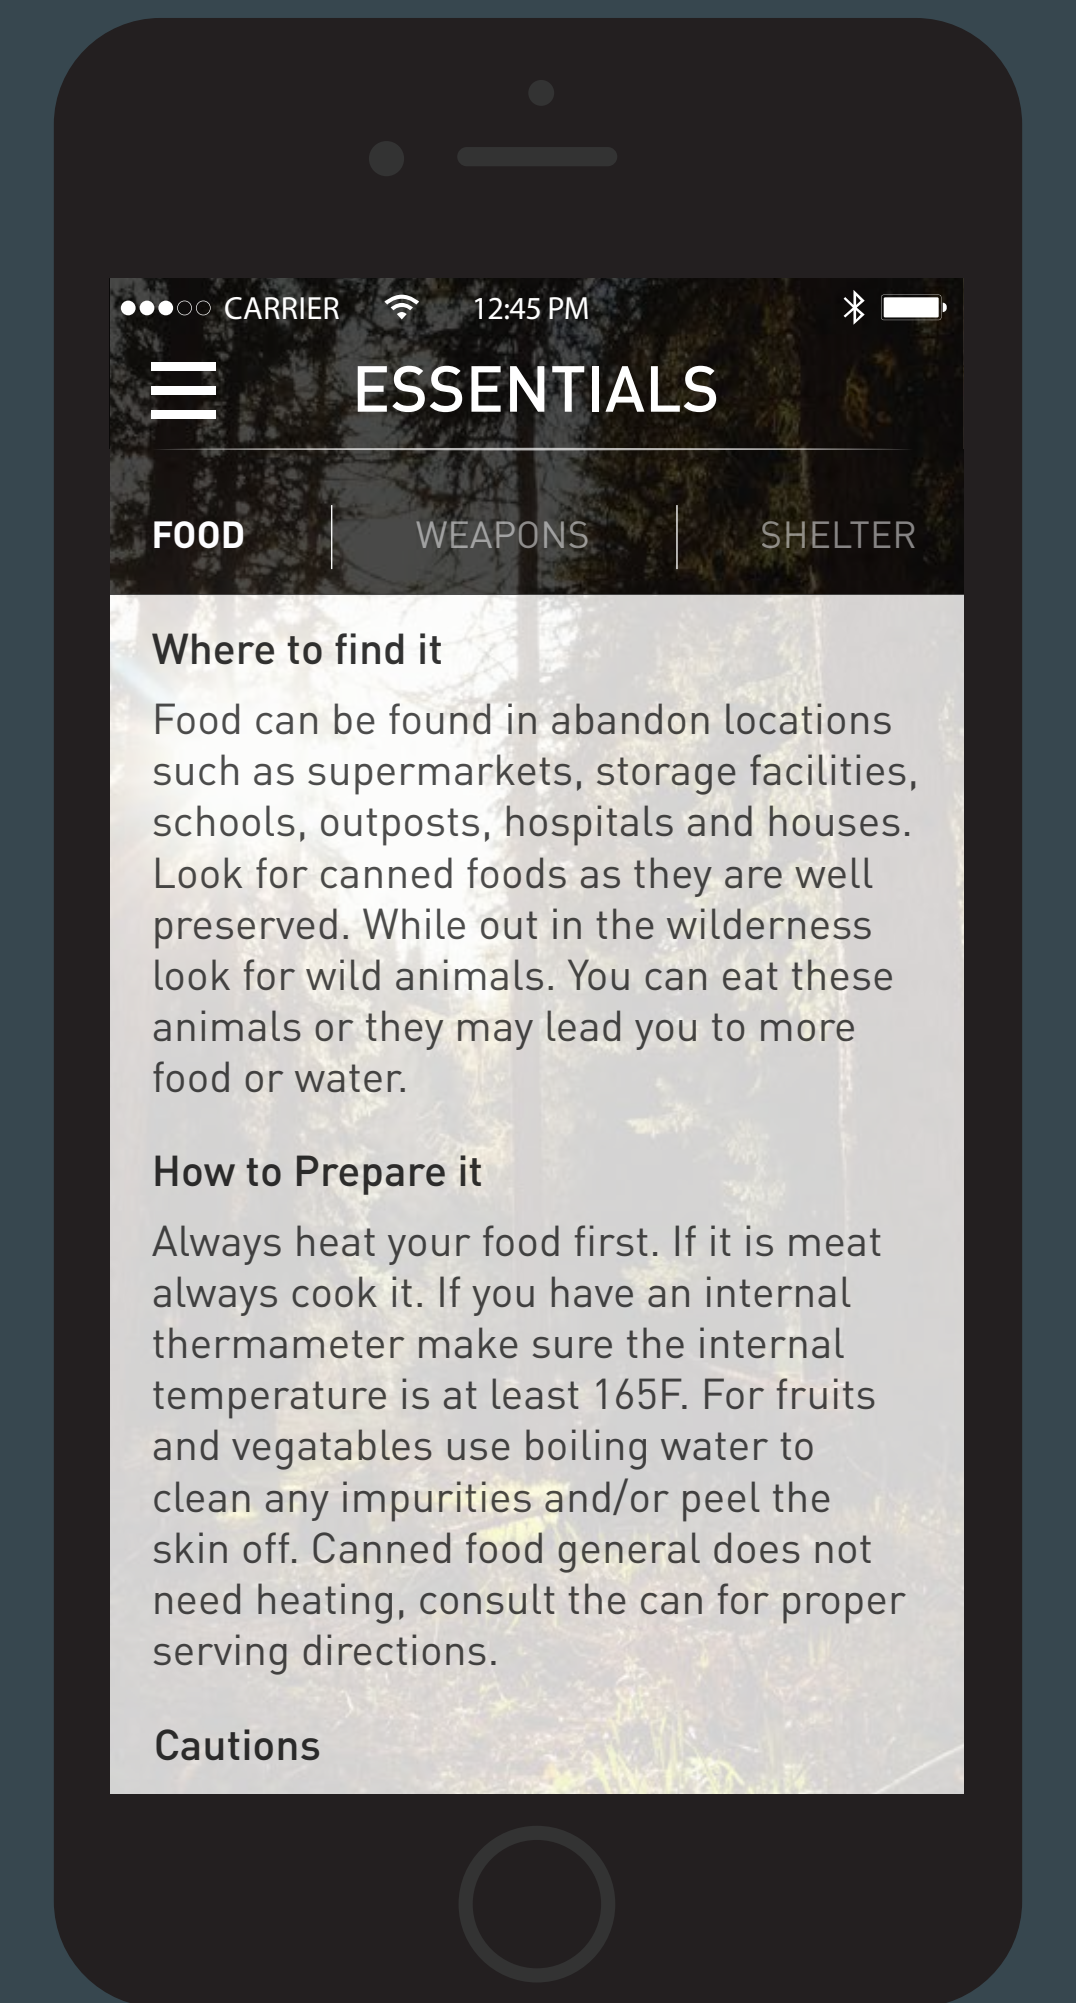 CARRIER 12:45 PM
ESSENTIALS
FOOD WEAPONS SHELTER
Where to find it
Food can be found in abandon locations
such as supermarkets, storage facilities,
schools, outposts, hospitals and houses.
Look for canned foods as they are well
preserved. While out in the wilderness
look for wild animals. You can eat these
animals or they may lead you to more
food or water.
How to Prepare it
Always heat your food first. If it is meat
always cook it. If you have an internal
thermameter make sure the internal
temperature is at least 165F. For fruits
and vegatables use boiling water to
clean any impurities and/or peel the
skin off. Canned food general does not
need heating, consult the can for proper
serving directions.
Cautions